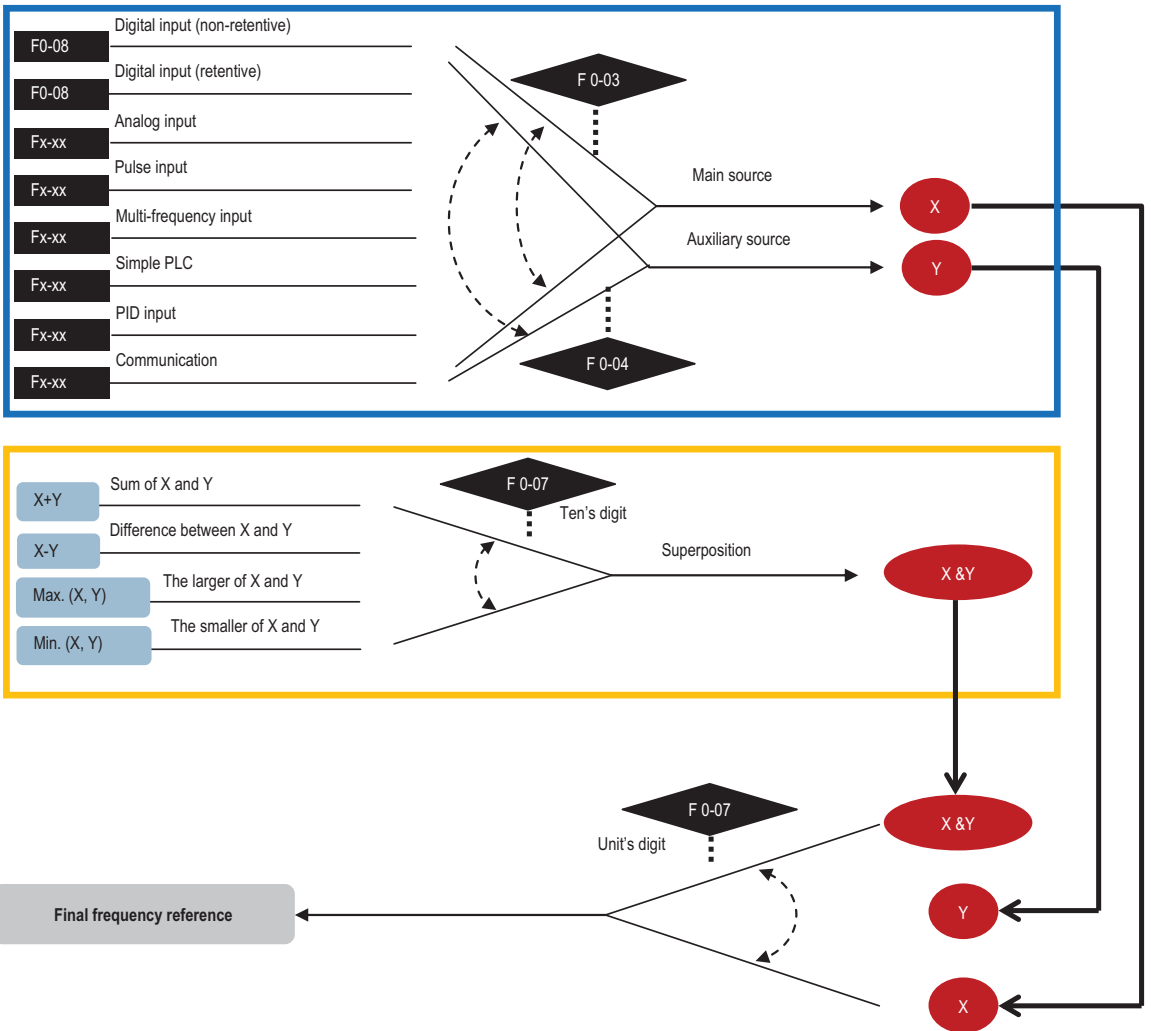 Digital input (non-retentive)
F0-08
Digital input (retentive)
F0-08
Analog input
Fx-xx
Pulse input
Fx-xx
Multi-frequency input
Fx-xx
Simple PLC
Fx-xx
PID input
Fx-xx
Communication
Fx-xx
F 0-03
Main source
X
Auxiliary source
Y
F 0-04
Sum of X and Y
X+Y
Difference between X and Y
X-Y
The larger of X and Y
Max. (X, Y)
The smaller of X and Y
Min. (X, Y)
F 0-07
Ten's digit
Superposition
X &Y
F 0-07
Unit's digit
X &Y
Final frequency reference
Y
X